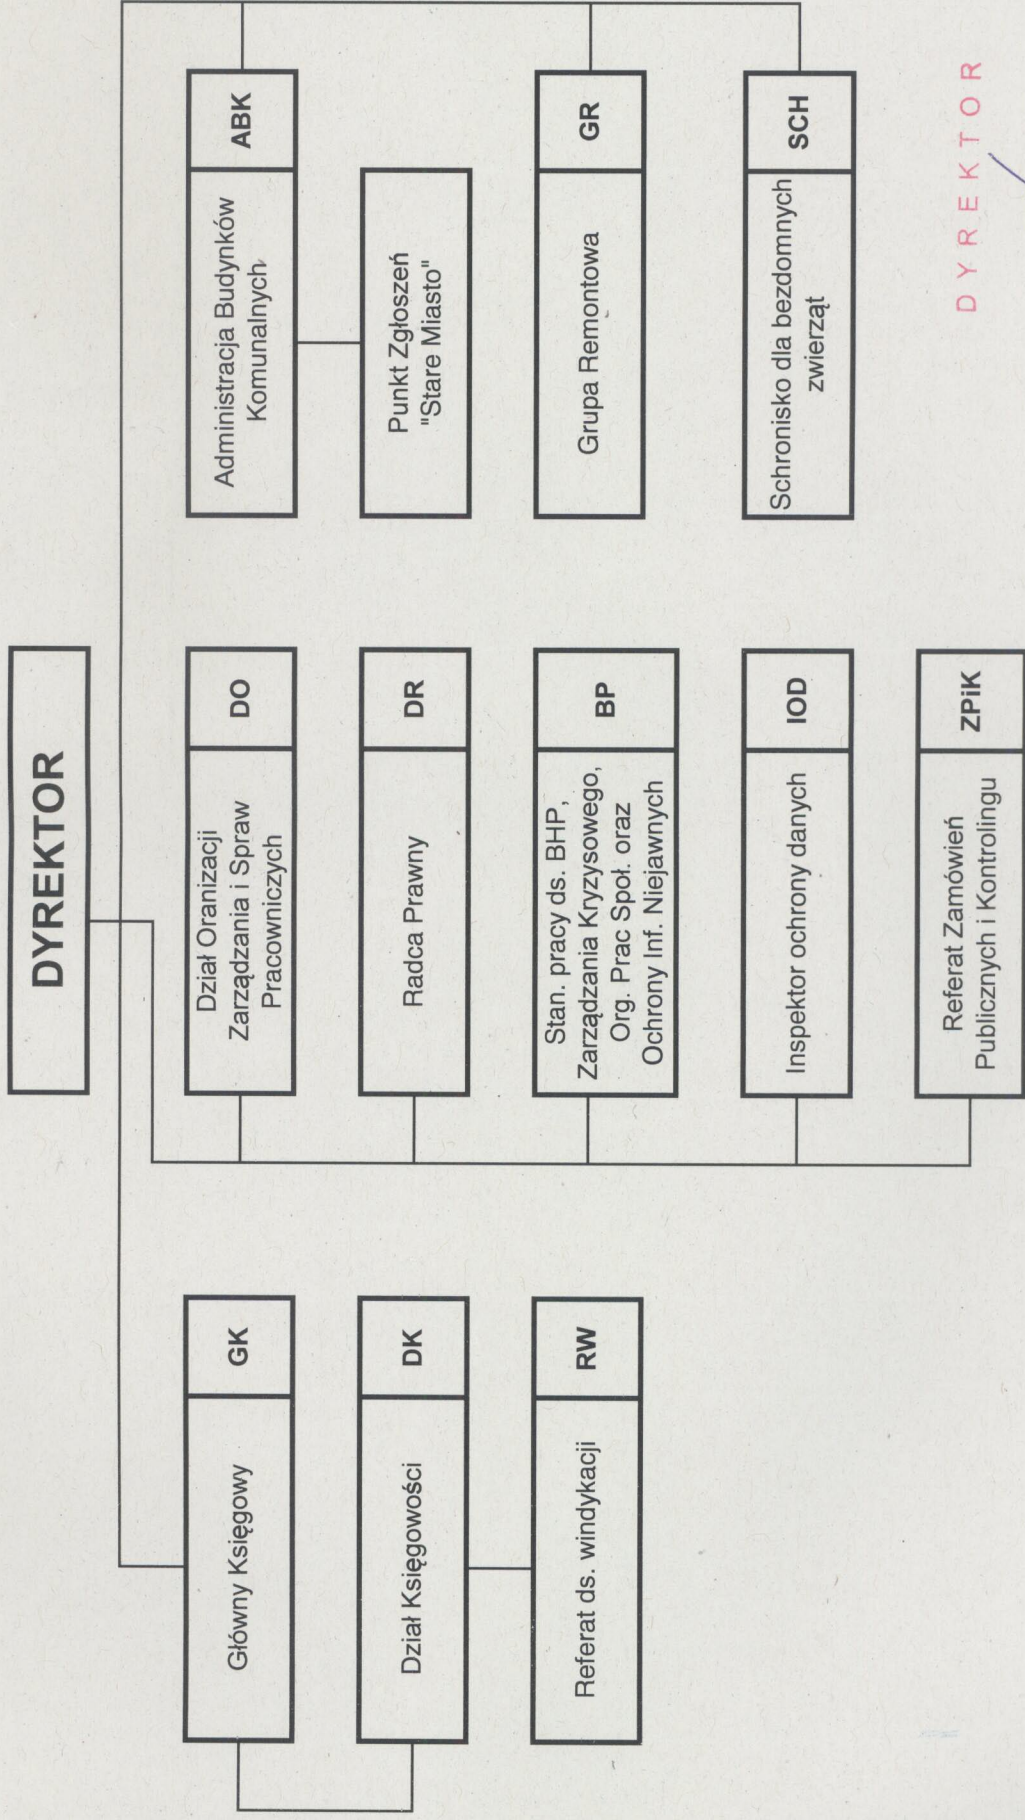 DYREKTOR
Główny Księgowy
GK
Dział Księgowości
DK
Referat ds. windykacji
RW
Dział Oranizacji
Zarządzania i Spraw
Pracowniczych
DO
Radca Prawny
DR
Stan. pracy ds. BHP,
Zarządzania Kryzysowego,
Org. Prac Społ. oraz
Ochrony Inf. Niejawnych
BP
Inspektor ochrony danych
IOD
Referat Zamówień
Publicznych i Kontrolingu
ZPiK
Administracja Budynków
Komunalnych
ABK
Punkt Zgłoszeń
"Stare Miasto"
Grupa Remontowa
GR
Schronisko dla bezdomnych
zwierząt
SCH
DYREKTOR